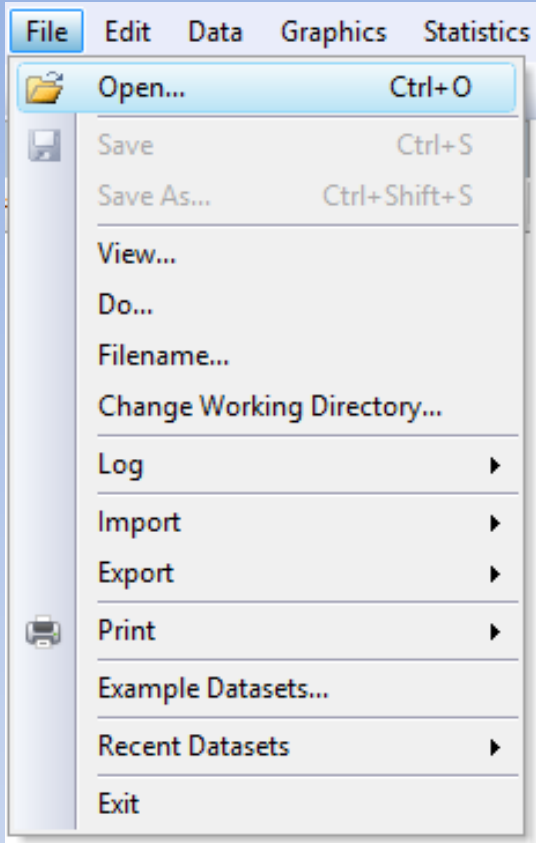 File Edit Data Graphics Statistics
Open... Ctrl+O
Save Ctrl+S
Save As... Ctrl+Shift+S
View...
Do...
Filename...
Change Working Directory...
Log
Import
Export
Print
Example Datasets...
Recent Datasets
Exit